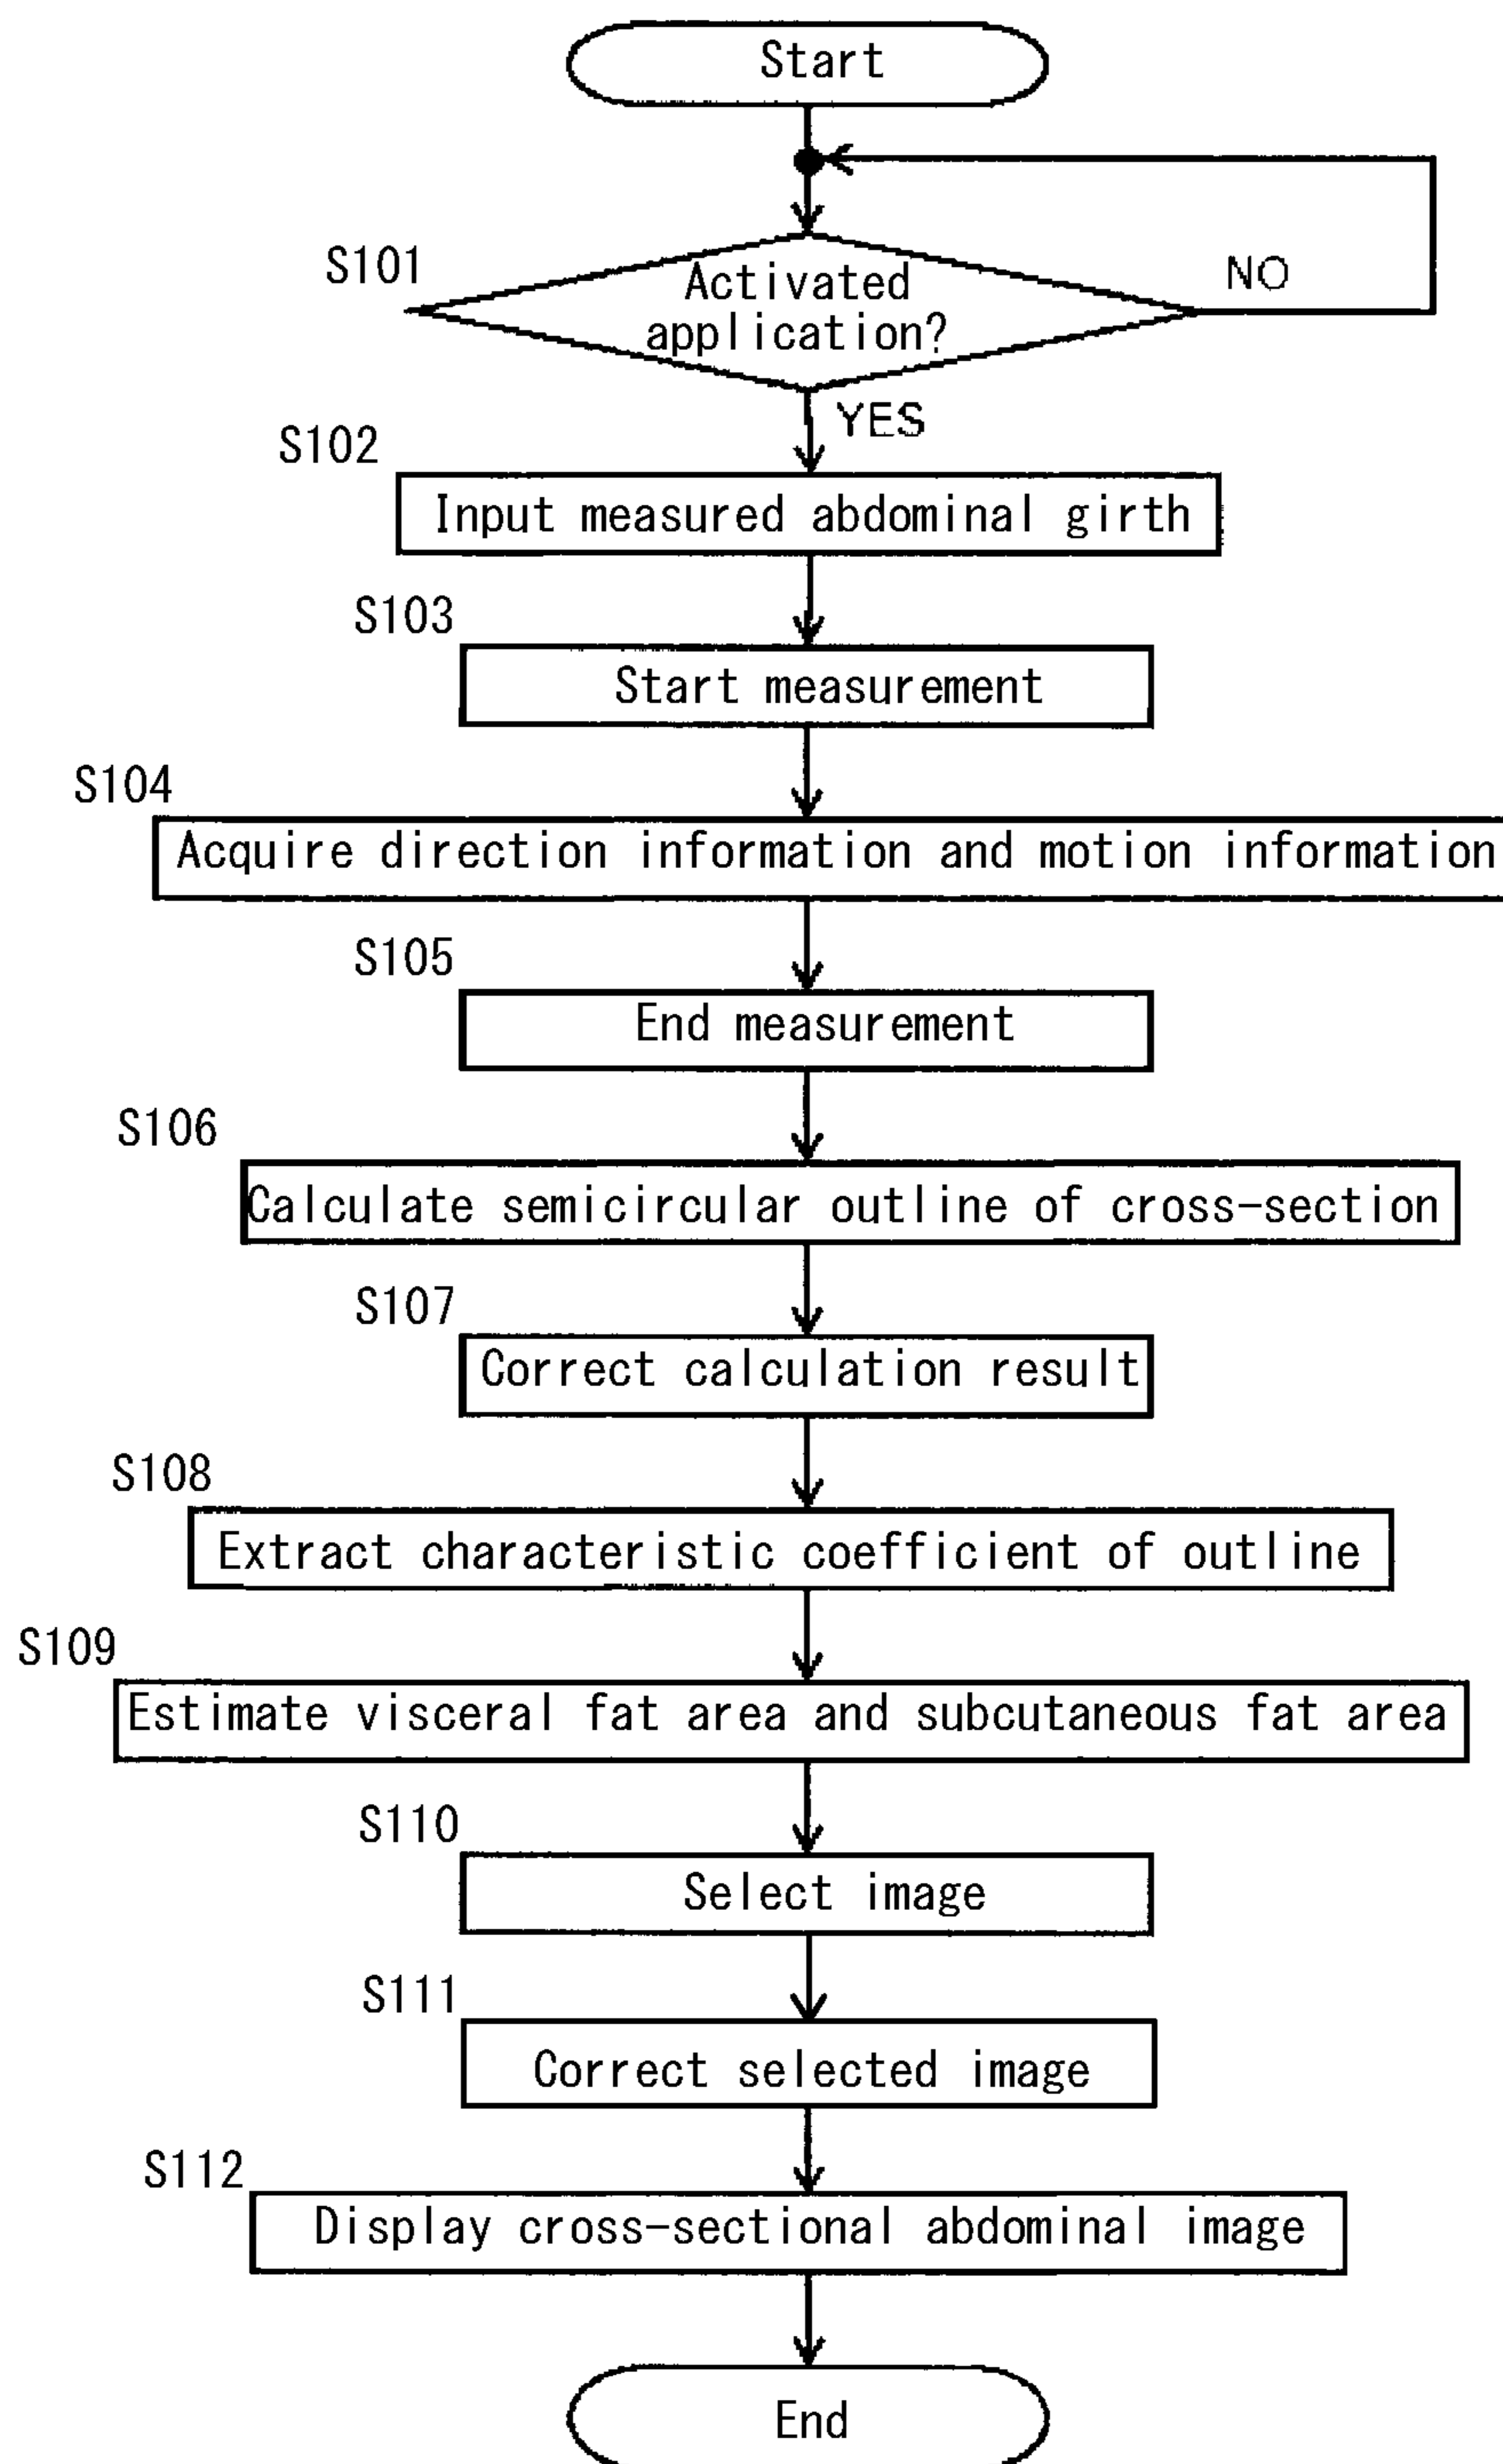 Start
S101
Activated
application?
NO
YES
S102
Input measured abdominal girth
S103
Start measurement
S104
Acquire direction information and motion information
S105
End measurement
S106
Calculate semicircular outline of cross-section
S107
Correct calculation result
S108
Extract characteristic coefficient of outline
S109
Estimate visceral fat area and subcutaneous fat area
S110
Select image
S111
Correct selected image
S112
Display cross-sectional abdominal image
End